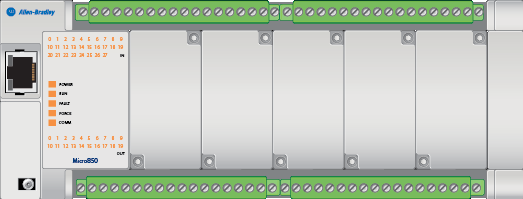 AB Allen-Bradley
0 1 2 3 4 5 6 7 8 9
10 11 12 13 14 15 16 17 18 19
20 21 22 23 24 25 26 27 IN
POWER
RUN
FAULT
FORCE
COMM
0 1 2 3 4 5 6 7 8 9
10 11 12 13 14 15 16 17 18 19
OUT
Micro850